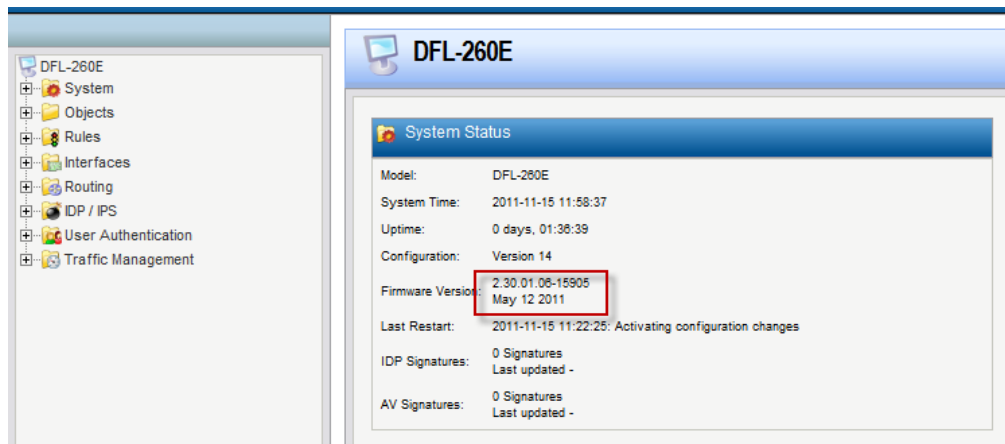 DFL-260E
System
Objects
Rules
Interfaces
Routing
IDP / IPS
User Authentication
Traffic Management
DFL-260E
System Status
Model: DFL-260E
System Time: 2011-11-15 11:58:37
Uptime: 0 days, 01:36:39
Configuration: Version 14
Firmware Version: 2.30.01.06-15905
May 12 2011
Last Restart: 2011-11-15 11:22:25: Activating configuration changes
IDP Signatures: 0 Signatures
Last updated -
AV Signatures: 0 Signatures
Last updated -